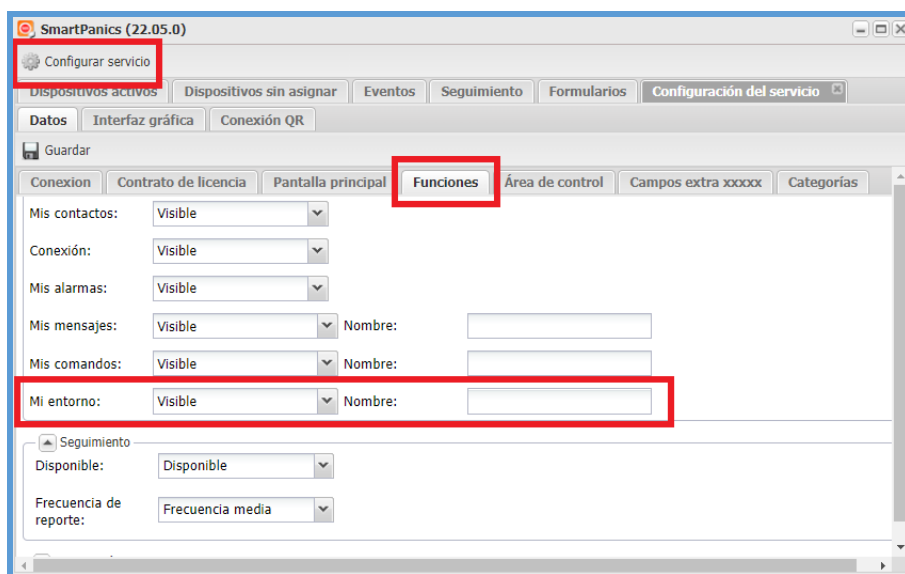 SmartPanics (22.05.0)
Configurar servicio
Dispositivos activos Dispositivos sin asignar Eventos Seguimiento Formularios Configuración del servicio
Datos Interfaz gráfica Conexión QR
Guardar
Conexion Contrato de licencia Pantalla principal Funciones Área de control Campos extra xxxxx Categorías
Mis contactos: Visible
Conexión: Visible
Mis alarmas: Visible
Mis mensajes: Visible Nombre:
Mis comandos: Visible Nombre:
Mi entorno: Visible Nombre:
Seguimiento
Disponible: Disponible
Frecuencia de
reporte: Frecuencia media